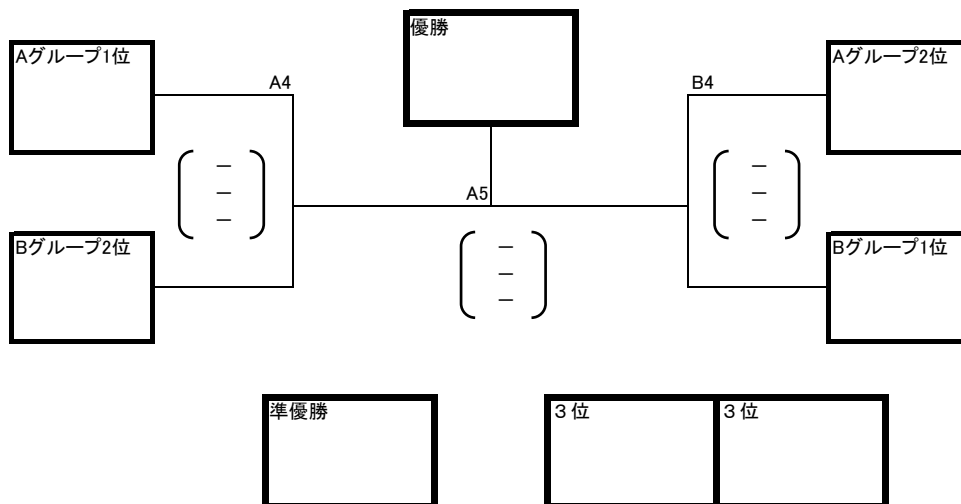 優勝
Aグループ1位
Aグループ2位
A4
B4
－ －
－ －
－ －
A5
Bグループ2位
Bグループ1位
－
－
－
準優勝
３位
３位